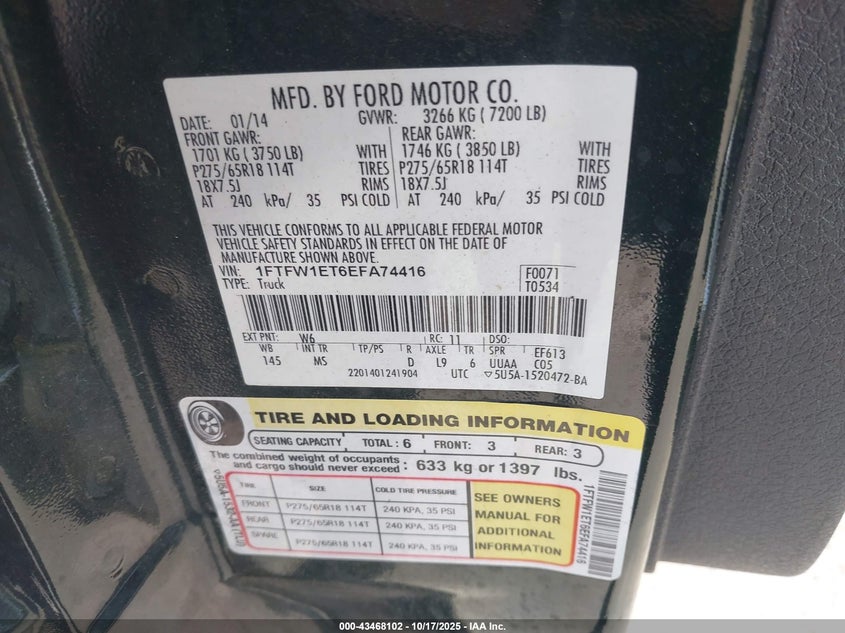 MFD. BY FORD MOTOR CO.
DATE: 01/14 GVWR: 3266 KG ( 7200 LB)
FRONT GAWR: REAR GAWR:
1701 KG ( 3750 LB) WITH 1746 KG ( 3850 LB) WITH
P275/65R18 114T TIRES P275/65R18 114T TIRES
18X7.5J RIMS 18X7.5J RIMS
AT 240 kPa/ 35 PSI COLD AT 240 kPa/ 35 PSI COLD
THIS VEHICLE CONFORMS TO ALL APPLICABLE FEDERAL MOTOR
VEHICLE SAFETY STANDARDS IN EFFECT ON THE DATE OF
MANUFACTURE SHOWN ABOVE.
VIN: 1FTFW1ET6EFA74416 F0071
TYPE: Truck T0534
EXT PNT: W6 RC: 11 DSO:
WB INT TR TP/PS R AXLE TR SPR EF613
145 MS D L9 6 UUAA C05
2201401241904 UTC ▽5U5A-1520472-BA
TIRE AND LOADING INFORMATION
SEATING CAPACITY TOTAL: 6 FRONT: 3 REAR: 3
The combined weight of occupants
and cargo should never exceed: 633 kg or 1397 lbs.
TIRE SIZE COLD TIRE PRESSURE
FRONT P275/65R18 114T 240 KPA, 35 PSI
REAR P275/65R18 114T 240 KPA, 35 PSI
SPARE P275/65R18 114T 240 KPA, 35 PSI
SEE OWNERS
MANUAL FOR
ADDITIONAL
INFORMATION
1FTFW1ET6EFA74416
000-43468102 - 10/17/2025 - IAA Inc.